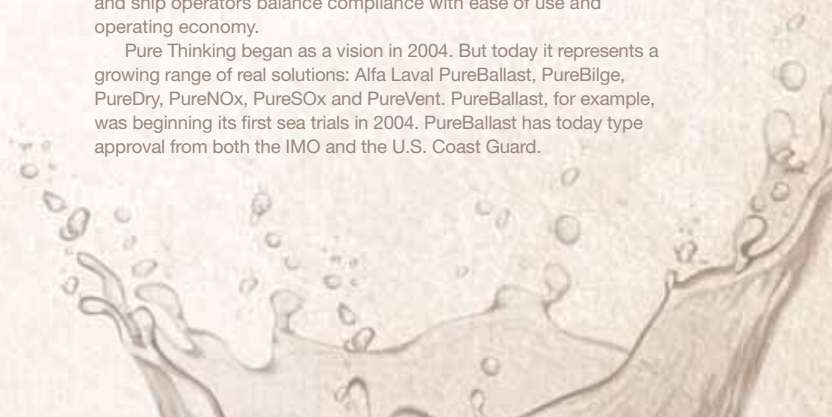 and ship operators balance compliance with ease of use and
operating economy.
Pure Thinking began as a vision in 2004. But today it represents a
growing range of real solutions: Alfa Laval PureBallast, PureBilge,
PureDry, PureNOx, PureSOx and PureVent. PureBallast, for example,
was beginning its first sea trials in 2004. PureBallast has today type
approval from both the IMO and the U.S. Coast Guard.